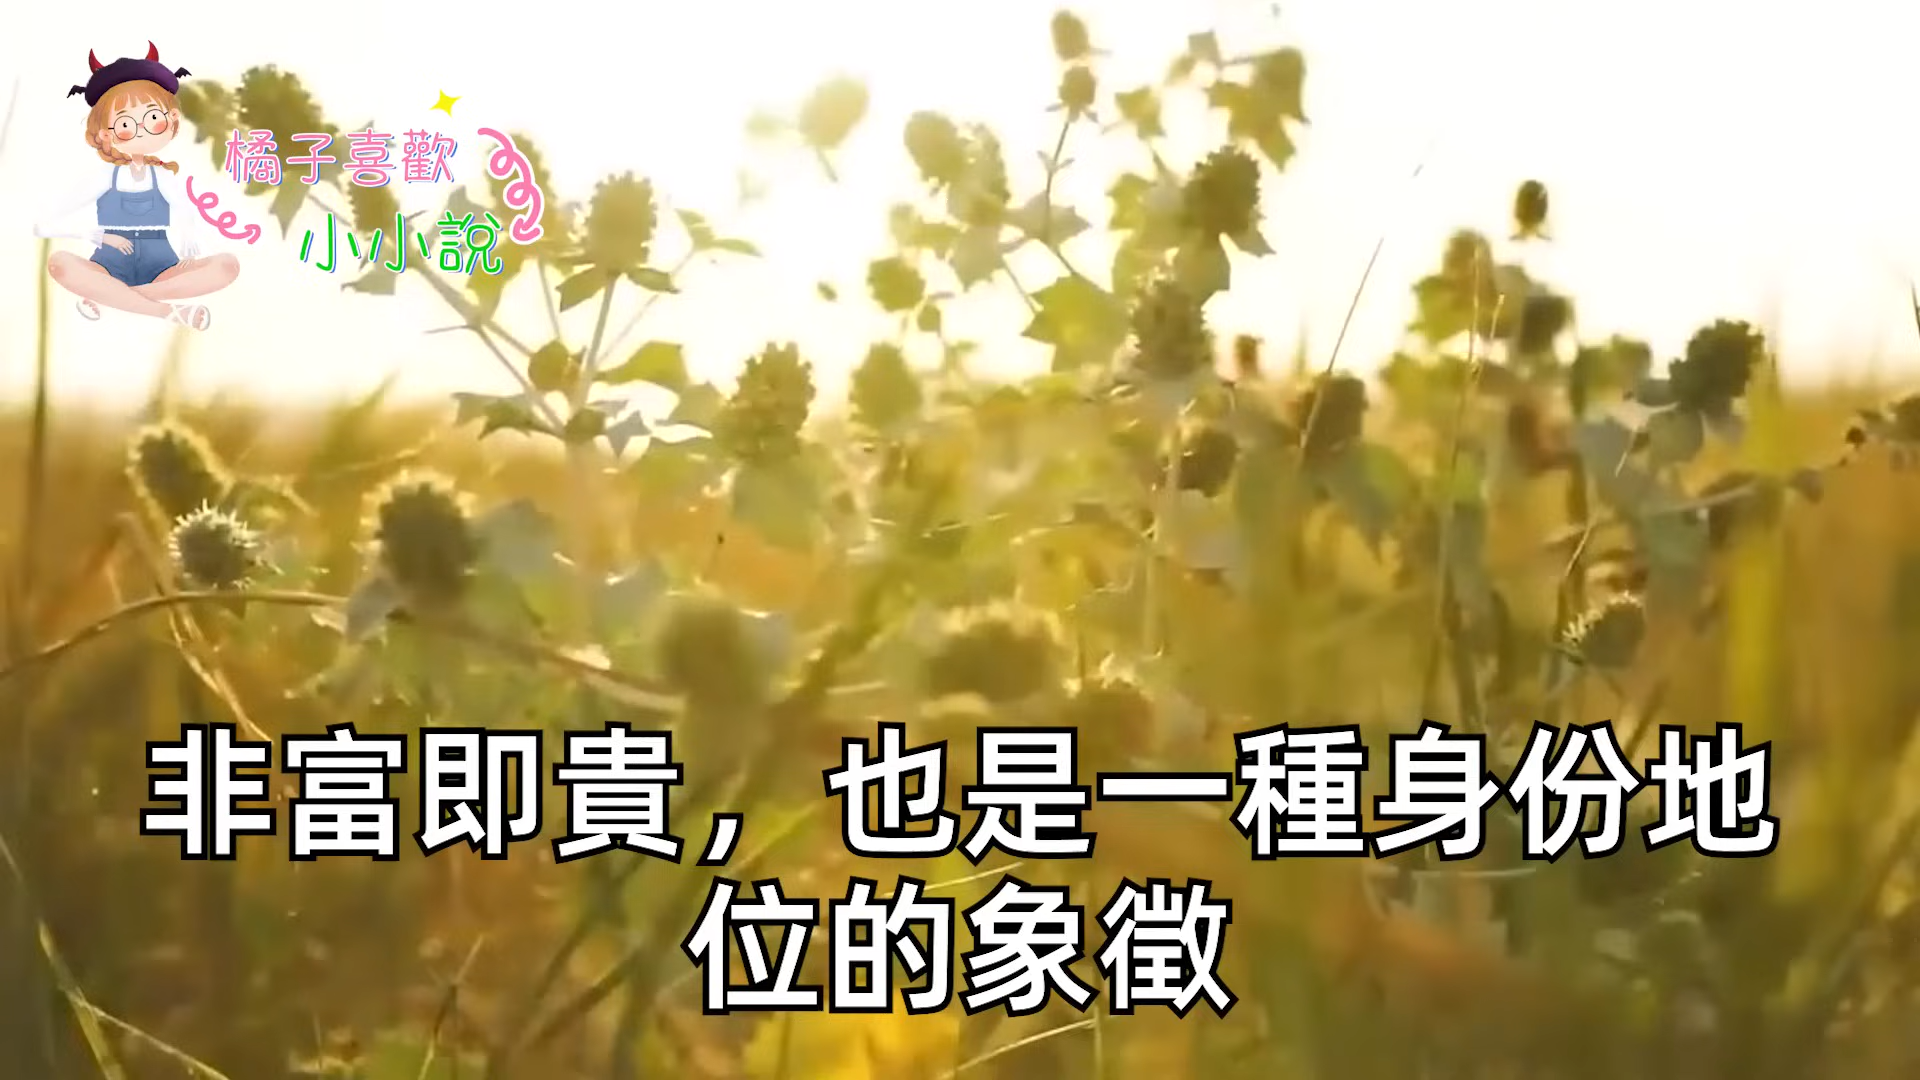 橘子喜歡
小小說
非富即貴，也是一種身份地
位的象徵